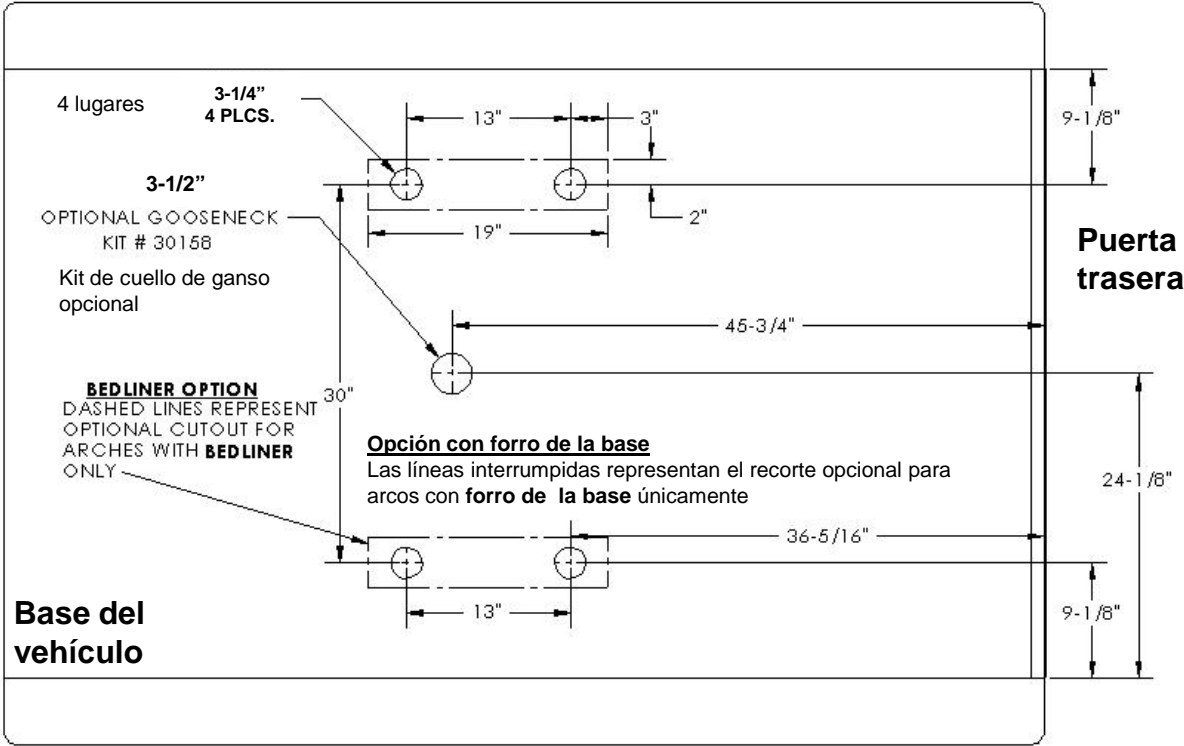 4 lugares
3-1/4”
4 PLCS.
13"
3"
9-1/8"
3-1/2”
OPTIONAL GOOSENECK
KIT # 30158
Kit de cuello de ganso
opcional
19"
2"
Puerta
trasera
45-3/4"
BEDLINER OPTION
DASHED LINES REPRESENT
OPTIONAL CUTOUT FOR
ARCHES WITH BEDLINER
ONLY
30"
Opción con forro de la base
Las líneas interrumpidas representan el recorte opcional para
arcos con forro de la base únicamente
24-1/8"
36-5/16"
13"
9-1/8"
Base del
vehículo